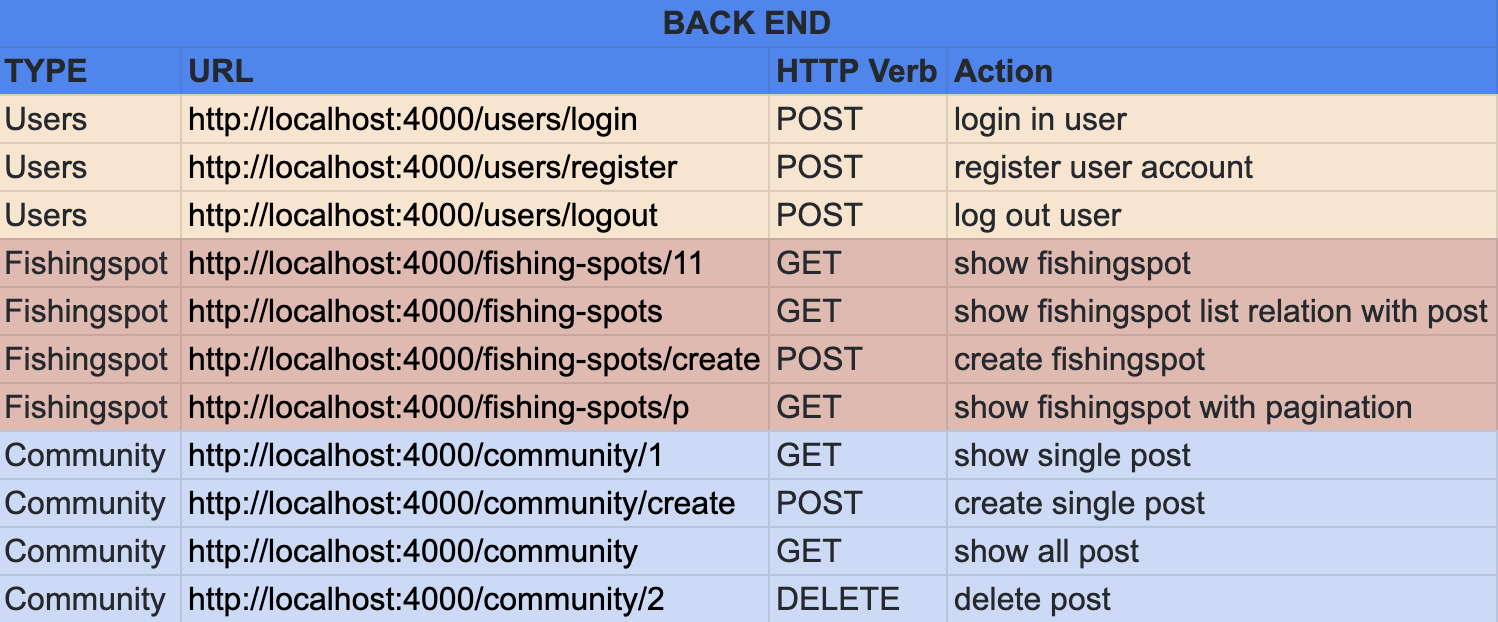 BACK END
TYPE URL HTTP Verb Action
Users http://localhost:4000/users/login POST login in user
Users http://localhost:4000/users/register POST register user account
Users http://localhost:4000/users/logout POST log out user
Fishingspot http://localhost:4000/fishing-spots/11 GET show fishingspot
Fishingspot http://localhost:4000/fishing-spots GET show fishingspot list relation with post
Fishingspot http://localhost:4000/fishing-spots/create POST create fishingspot
Fishingspot http://localhost:4000/fishing-spots/p GET show fishingspot with pagination
Community http://localhost:4000/community/1 GET show single post
Community http://localhost:4000/community/create POST create single post
Community http://localhost:4000/community GET show all post
Community http://localhost:4000/community/2 DELETE delete post